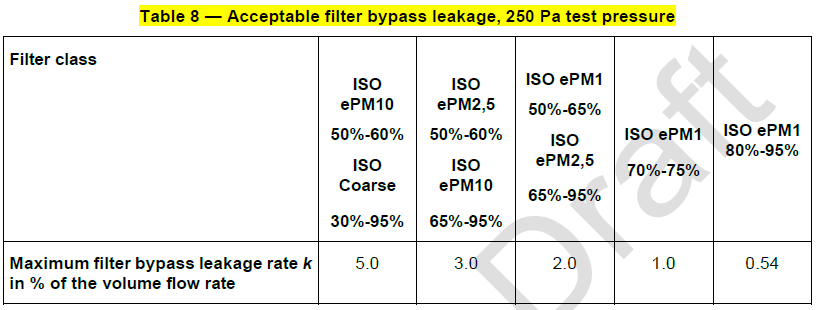 Table 8 — Acceptable filter bypass leakage, 250 Pa test pressure
Filter class
ISO
ePM10
50%-60%
ISO
Coarse
30%-95%
ISO
ePM2,5
50%-60%
ISO
ePM10
65%-95%
ISO ePM1
50%-65%
ISO
ePM2,5
65%-95%
ISO ePM1
70%-75%
ISO ePM1
80%-95%
Maximum filter bypass leakage rate k
in % of the volume flow rate
5.0
3.0
2.0
1.0
0.54
Draft